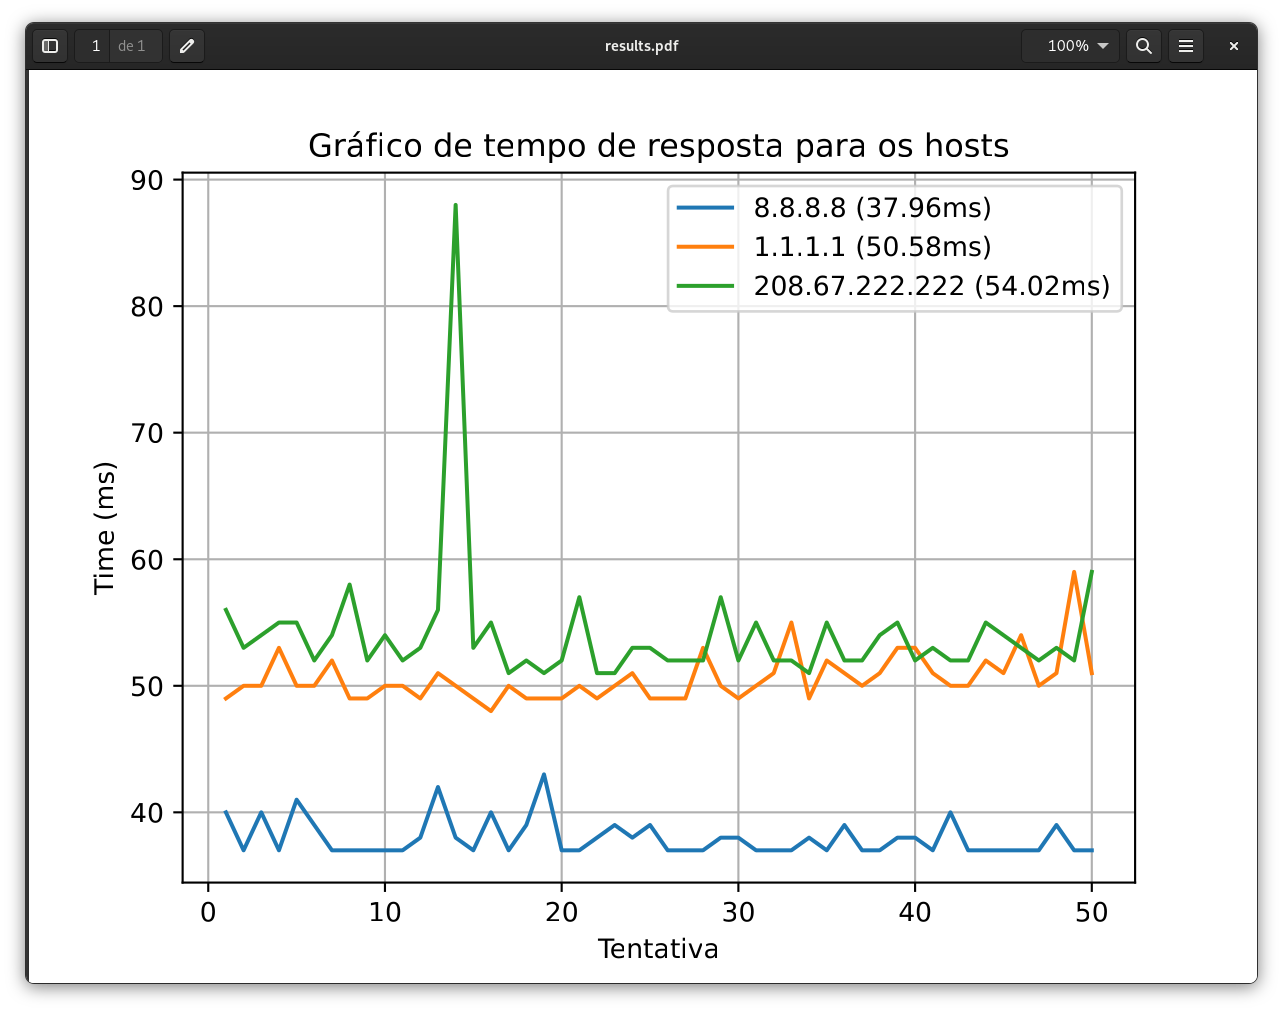 1 de 1
results.pdf
100%
Gráfico de tempo de resposta para os hosts
8.8.8.8 (37.96ms)
1.1.1.1 (50.58ms)
208.67.222.222 (54.02ms)
90
80
70
60
50
40
Time (ms)
0 10 20 30 40 50
Tentativa